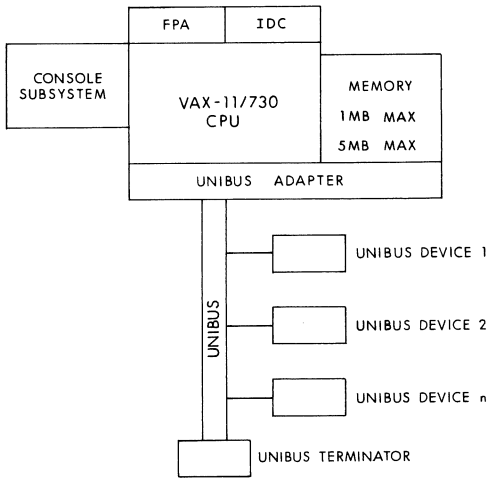 FPA
IDC
CONSOLE
SUBSYSTEM
VAX-11/730
CPU
MEMORY
1MB MAX
5MB MAX
UNIBUS ADAPTER
UNIBUS
UNIBUS DEVICE 1
UNIBUS DEVICE 2
UNIBUS DEVICE n
UNIBUS TERMINATOR